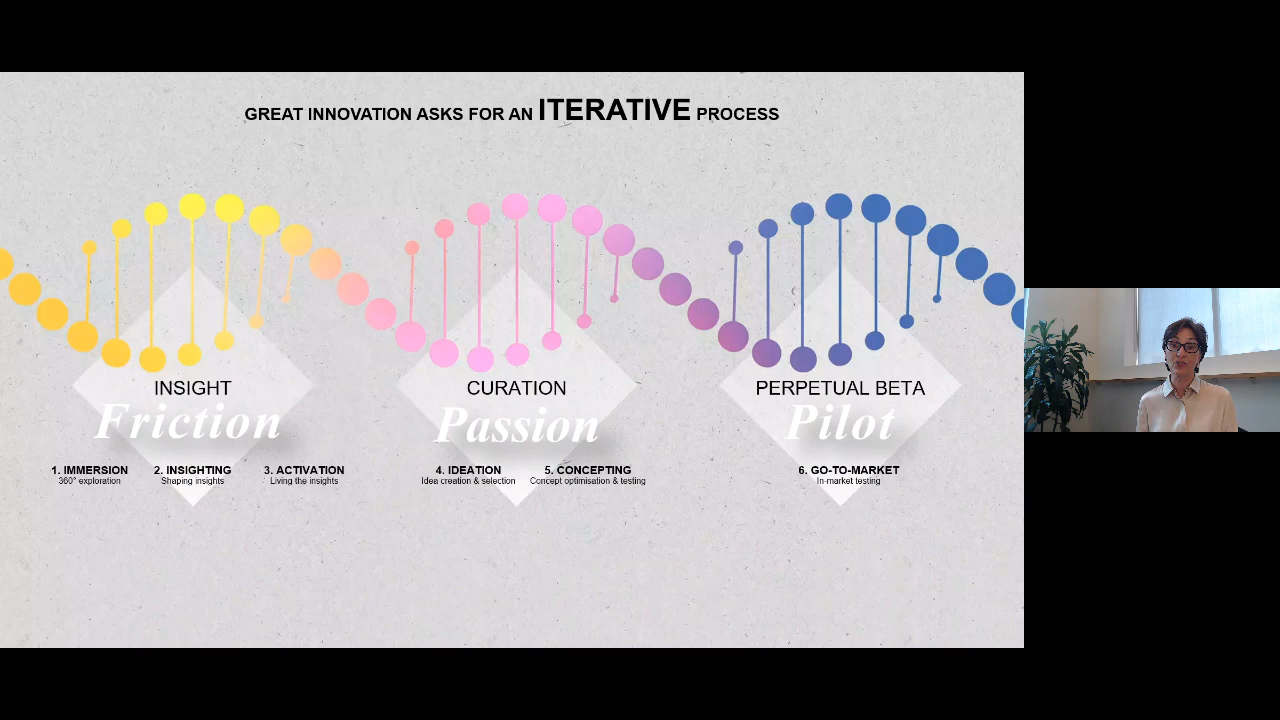 GREAT INNOVATION ASKS FOR AN ITERATIVE PROCESS
INSIGHT
Friction
1. IMMERSION
360° exploration
2. INSIGHTING
Shaping insights
3. ACTIVATION
Living the insights
CURATION
Passion
4. IDEATION
Idea creation & selection
5. CONCEPTING
Concept optimisation & testing
PERPETUAL BETA
Pilot
6. GO-TO-MARKET
In-market testing